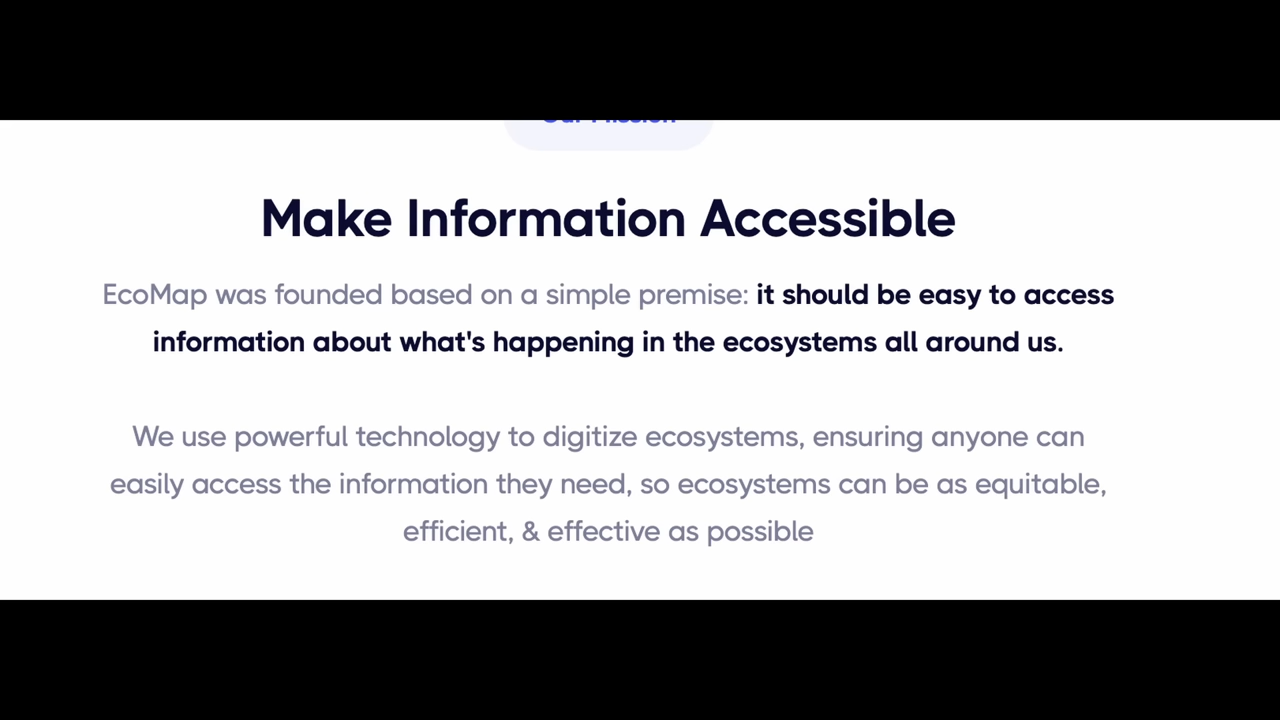 Our Mission
Make Information Accessible
EcoMap was founded based on a simple premise: it should be easy to access
information about what's happening in the ecosystems all around us.
We use powerful technology to digitize ecosystems, ensuring anyone can
easily access the information they need, so ecosystems can be as equitable,
efficient, & effective as possible